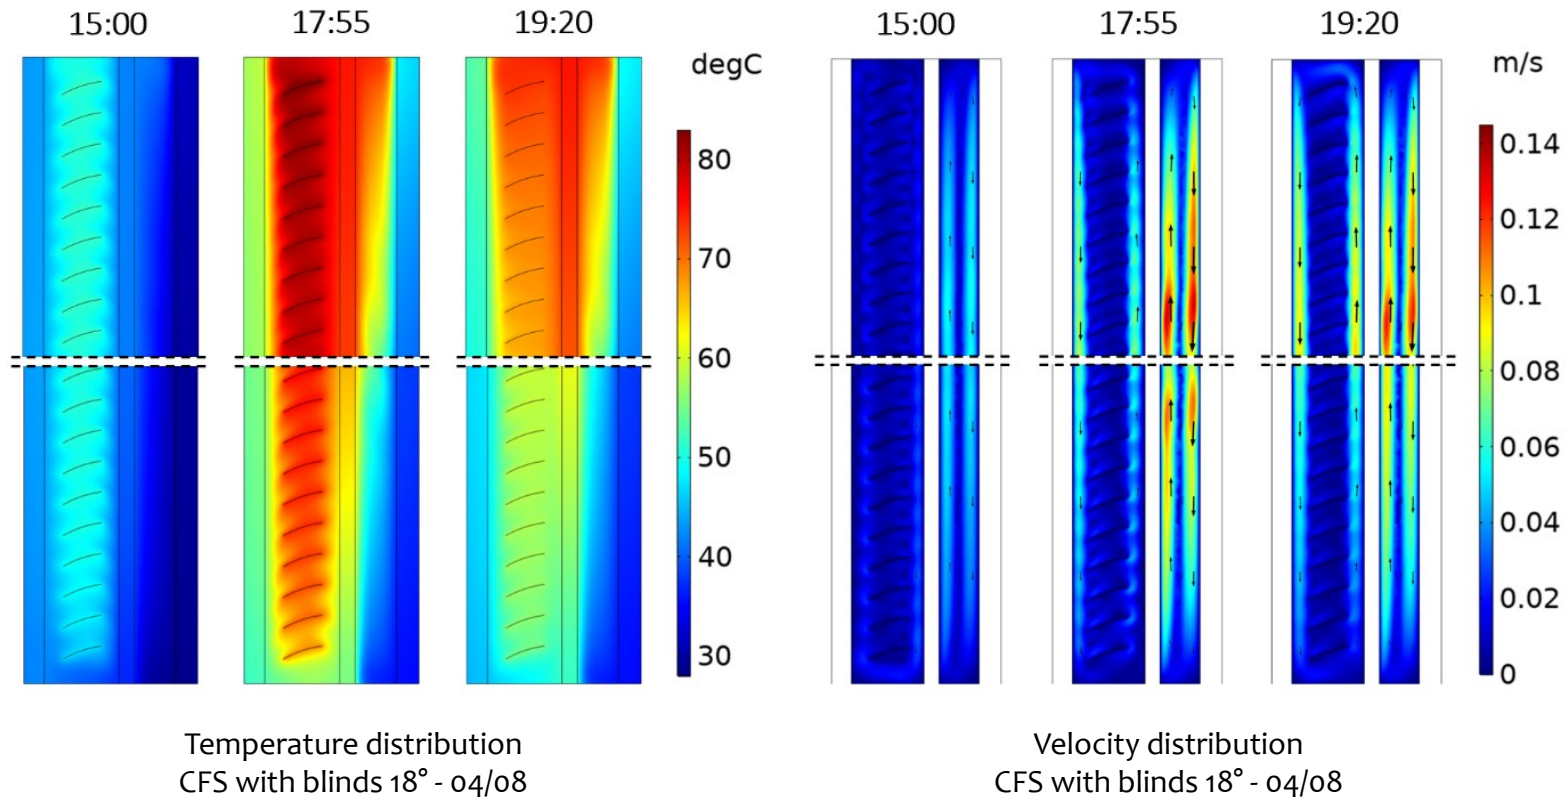 15:00 17:55 19:20
degC
80
70
60
50
40
30
Temperature distribution
CFS with blinds 18° - 04/08
15:00 17:55 19:20
m/s
0.14
0.12
0.1
0.08
0.06
0.04
0.02
0
Velocity distribution
CFS with blinds 18° - 04/08